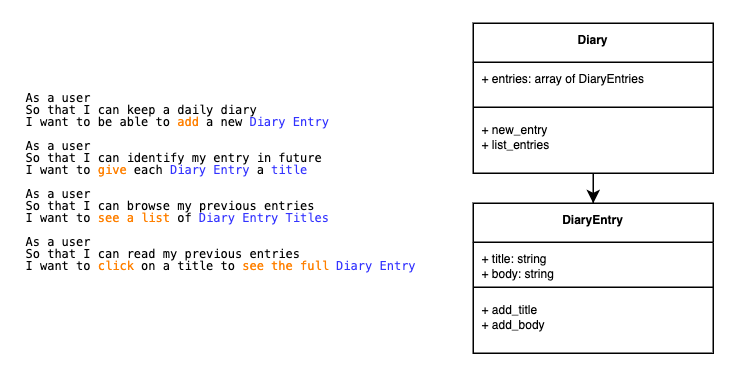 As a user
So that I can keep a daily diary
I want to be able to add a new Diary Entry
As a user
So that I can identify my entry in future
I want to give each Diary Entry a title
As a user
So that I can browse my previous entries
I want to see a list of Diary Entry Titles
As a user
So that I can read my previous entries
I want to click on a title to see the full Diary Entry
Diary
+ entries: array of DiaryEntries
+ new_entry
+ list_entries
DiaryEntry
+ title: string
+ body: string
+ add_title
+ add_body